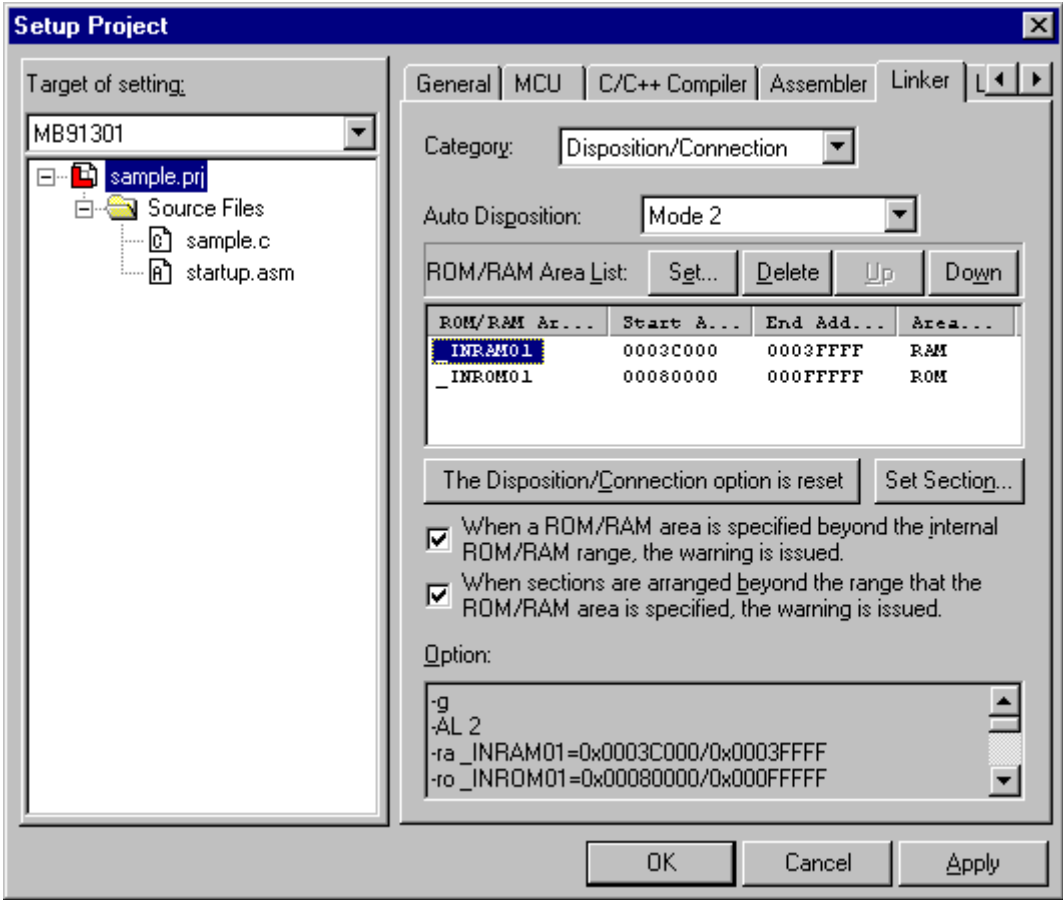 Setup Project
Target of setting:
MB91301
sample.prj
Source Files
sample.c
startup.asm
General MCU C/C++ Compiler Assembler Linker L
Category: Disposition/Connection
Auto Disposition: Mode 2
ROM/RAM Area List: Set... Delete Up Down
ROM/RAM Ar... Start A... End Add... Area...
_INRAM01 0003C000 0003FFFF RAM
_INROM01 00080000 000FFFFF ROM
The Disposition/Connection option is reset Set Section...
When a ROM/RAM area is specified beyond the internal
ROM/RAM range, the warning is issued.
When sections are arranged beyond the range that the
ROM/RAM area is specified, the warning is issued.
Option:
-g
-AL 2
-ra _INRAM01=0x0003C000/0x0003FFFF
-ro _INROM01=0x00080000/0x000FFFFF
OK Cancel Apply